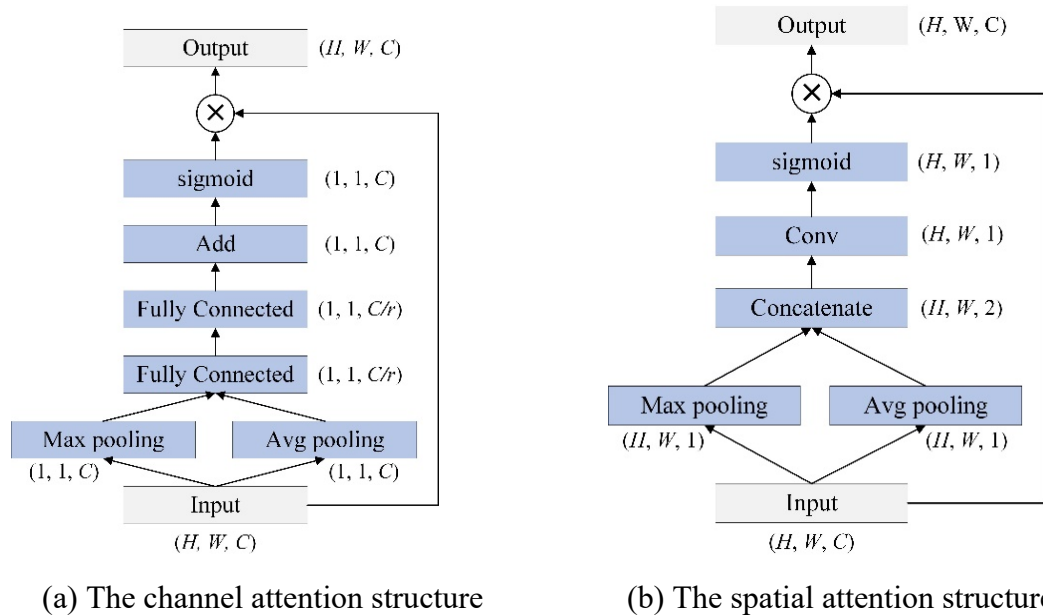 Output (H, W, C)
sigmoid (1, 1, C)
Add (1, 1, C)
Fully Connected (1, 1, C/r)
Fully Connected (1, 1, C/r)
Max pooling Avg pooling
(1, 1, C) (1, 1, C)
Input
(H, W, C)
(a) The channel attention structure
Output (H, W, C)
sigmoid (H, W, 1)
Conv (H, W, 1)
Concatenate (H, W, 2)
Max pooling Avg pooling
(H, W, 1) (H, W, 1)
Input
(H, W, C)
(b) The spatial attention structure